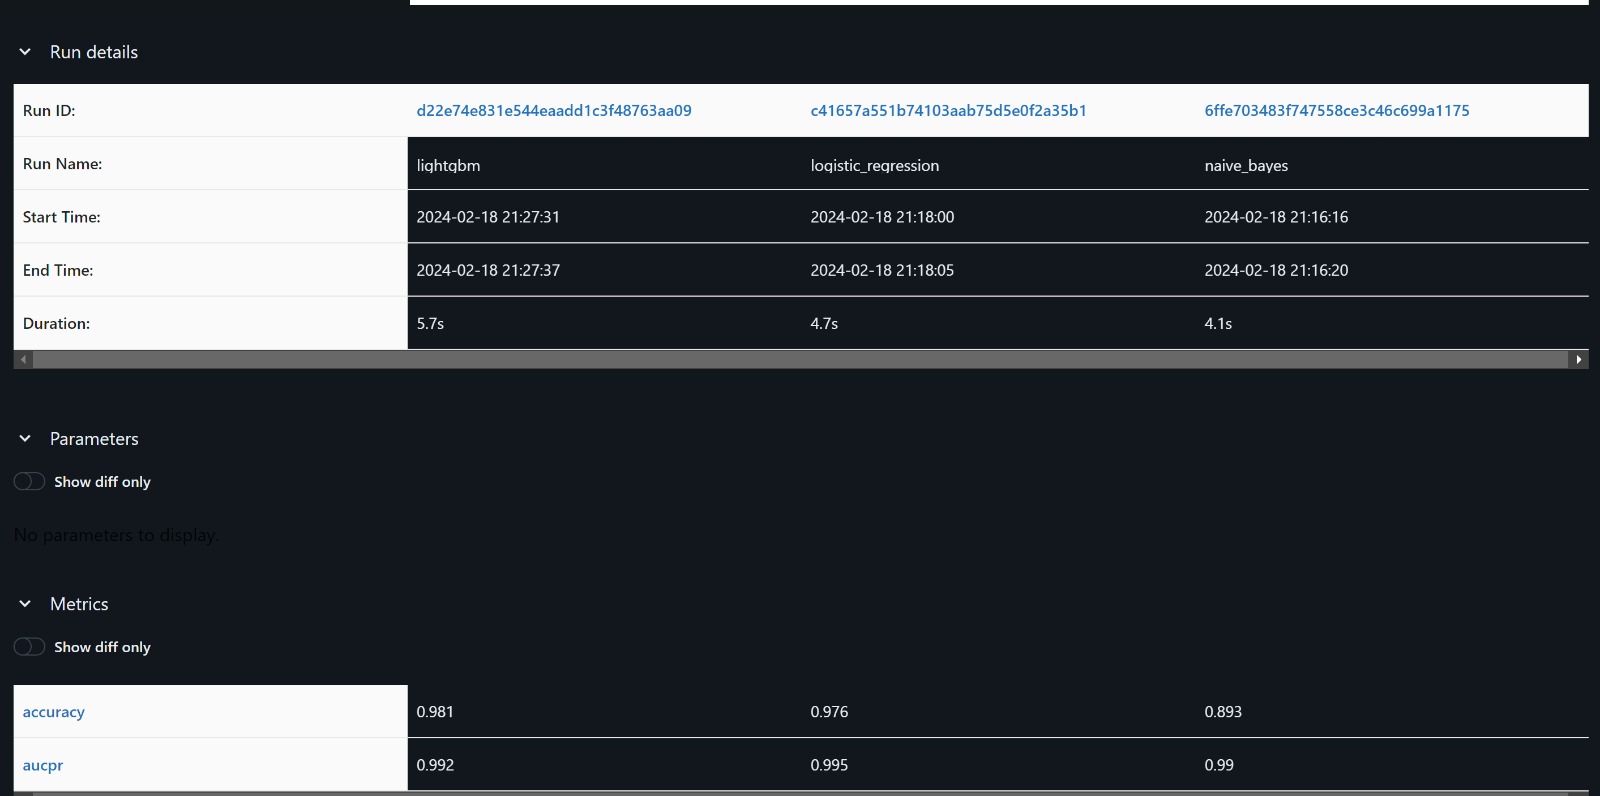 Run details
Run ID: d22e74e831e544eaadd1c3f48763aa09 c41657a551b74103aab75d5e0f2a35b1 6ffe703483f747558ce3c46c699a1175
Run Name: lightgbm logistic_regression naive_bayes
Start Time: 2024-02-18 21:27:31 2024-02-18 21:18:00 2024-02-18 21:16:16
End Time: 2024-02-18 21:27:37 2024-02-18 21:18:05 2024-02-18 21:16:20
Duration: 5.7s 4.7s 4.1s
Parameters
Show diff only
No parameters to display.
Metrics
Show diff only
accuracy 0.981 0.976 0.893
aucpr 0.992 0.995 0.99